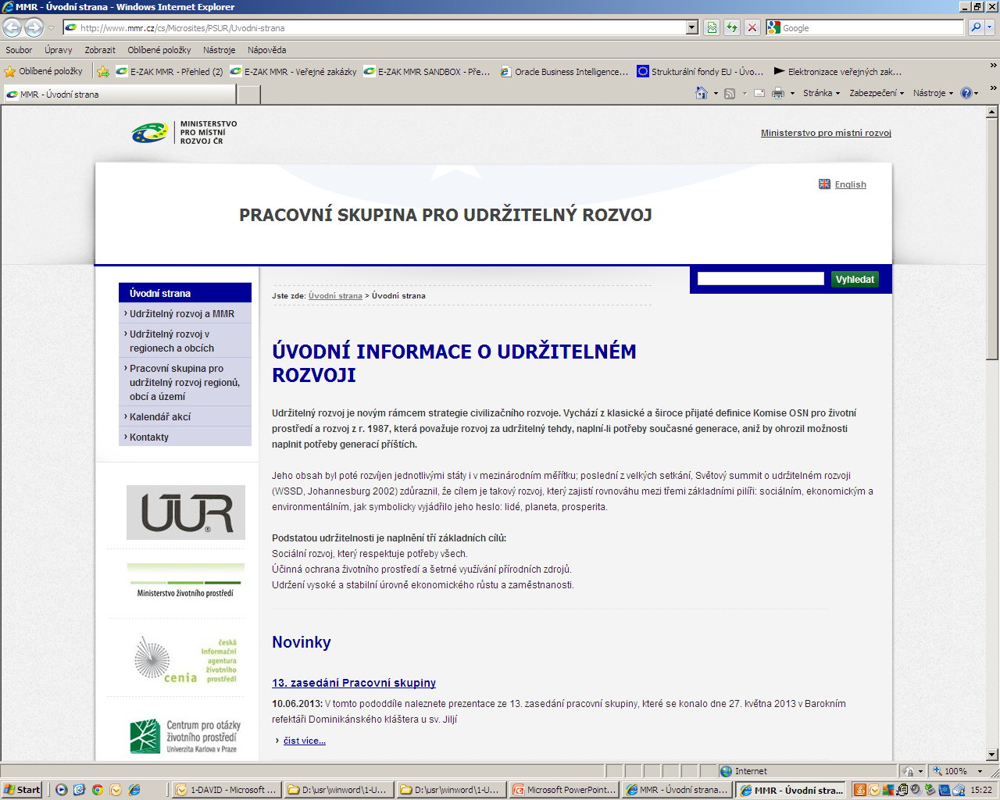 MMR - Úvodní strana - Windows Internet Explorer
http://www.mmr.cz/cs/Microsites/PSUR/Uvodni-strana
Google
Soubor Úpravy Zobrazit Oblíbené položky Nástroje Nápověda
Oblíbené položky E-ZAK MMR - Přehled (2) E-ZAK MMR - Veřejné zakázky E-ZAK MMR SANDBOX - Pře... Oracle Business Intelligence... Strukturální fondy EU - Úvo... Elektronizace veřejných zak...
MMR - Úvodní strana
Stránka Zabezpečení Nástroje
MINISTERSTVO
PRO MÍSTNÍ
ROZVOJ ČR
Ministerstvo pro místní rozvoj
English
PRACOVNÍ SKUPINA PRO UDRŽITELNÝ ROZVOJ
Vyhledat
Úvodní strana
› Udržitelný rozvoj a MMR
› Udržitelný rozvoj v
regionech a obcích
› Pracovní skupina pro
udržitelný rozvoj regionů,
obcí a území
› Kalendář akcí
› Kontakty
UUR®
Ministerstvo životního prostředí
česká
informační
agentura
životního
prostředí
cenia
Centrum pro otázky
životního prostředí
Univerzita Karlova v Praze
Jste zde: Úvodní strana > Úvodní strana
ÚVODNÍ INFORMACE O UDRŽITELNÉM
ROZVOJI
Udržitelný rozvoj je novým rámcem strategie civilizačního rozvoje. Vychází z klasické a široce přijaté definice Komise OSN pro životní
prostředí a rozvoj z r. 1987, která považuje rozvoj za udržitelný tehdy, naplní-li potřeby současné generace, aniž by ohrozil možnosti
naplnit potřeby generací příštích.
Jeho obsah byl poté rozvíjen jednotlivými státy i v mezinárodním měřítku; poslední z velkých setkání, Světový summit o udržitelném rozvoji
(WSSD, Johannesburg 2002) zdůraznil, že cílem je takový rozvoj, který zajistí rovnováhu mezi třemi základními pilíři: sociálním, ekonomickým a
environmentálním, jak symbolicky vyjádřilo jeho heslo: lidé, planeta, prosperita.
Podstatou udržitelnosti je naplnění tří základních cílů:
Sociální rozvoj, který respektuje potřeby všech.
Účinná ochrana životního prostředí a šetrné využívání přírodních zdrojů.
Udržení vysoké a stabilní úrovně ekonomického růstu a zaměstnanosti.
Novinky
13. zasedání Pracovní skupiny
10.06.2013: V tomto pododdíle naleznete prezentace ze 13. zasedání pracovní skupiny, které se konalo dne 27. května 2013 v Barokním
refektáři Dominikánského kláštera u sv. Jiljí
› číst více...
Internet 100%
Start 1-DAVID - Microsoft ... D:\usr\winword\1-U... D:\usr\winword\1-U... Microsoft PowerPoint... MMR - Úvodní strana... MMR - Úvodní stra... 15:22